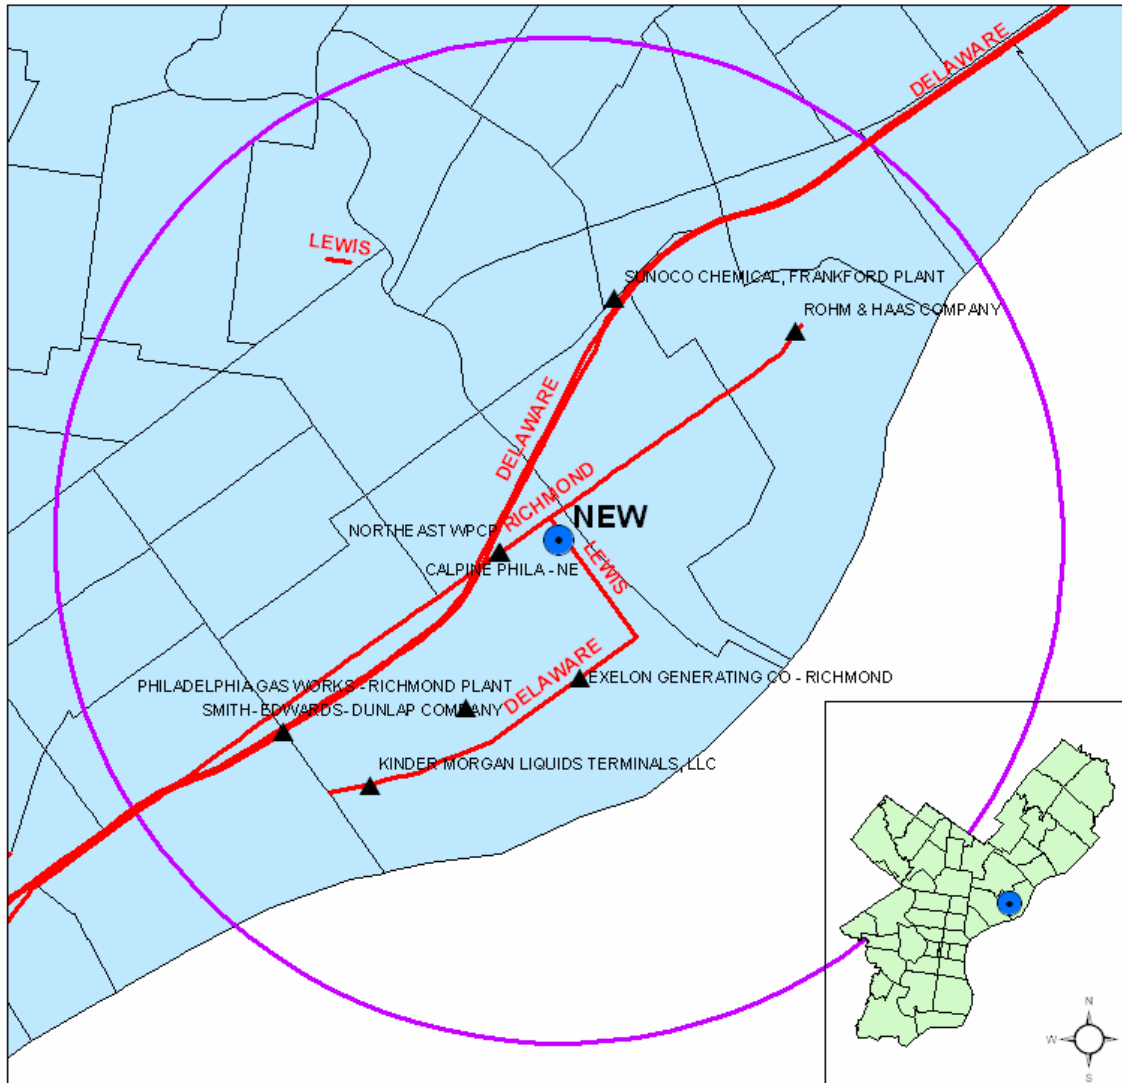 DELAWARE
LEWIS
SUNOCO CHEMICAL, FRANKFORD PLANT
ROHM & HAAS COMPANY
DELAWARE
RICHMOND
NEW
NORTHEAST WPCP
CALPINE PHILA - NE
LEWIS
EXELON GENERATING CO - RICHMOND
PHILADELPHIA GAS WORKS - RICHMOND PLANT
DELAWARE
SMITH-EDWARDS-DUNLAP COMPANY
KINDER MORGAN LIQUIDS TERMINALS, LLC
N
W
S